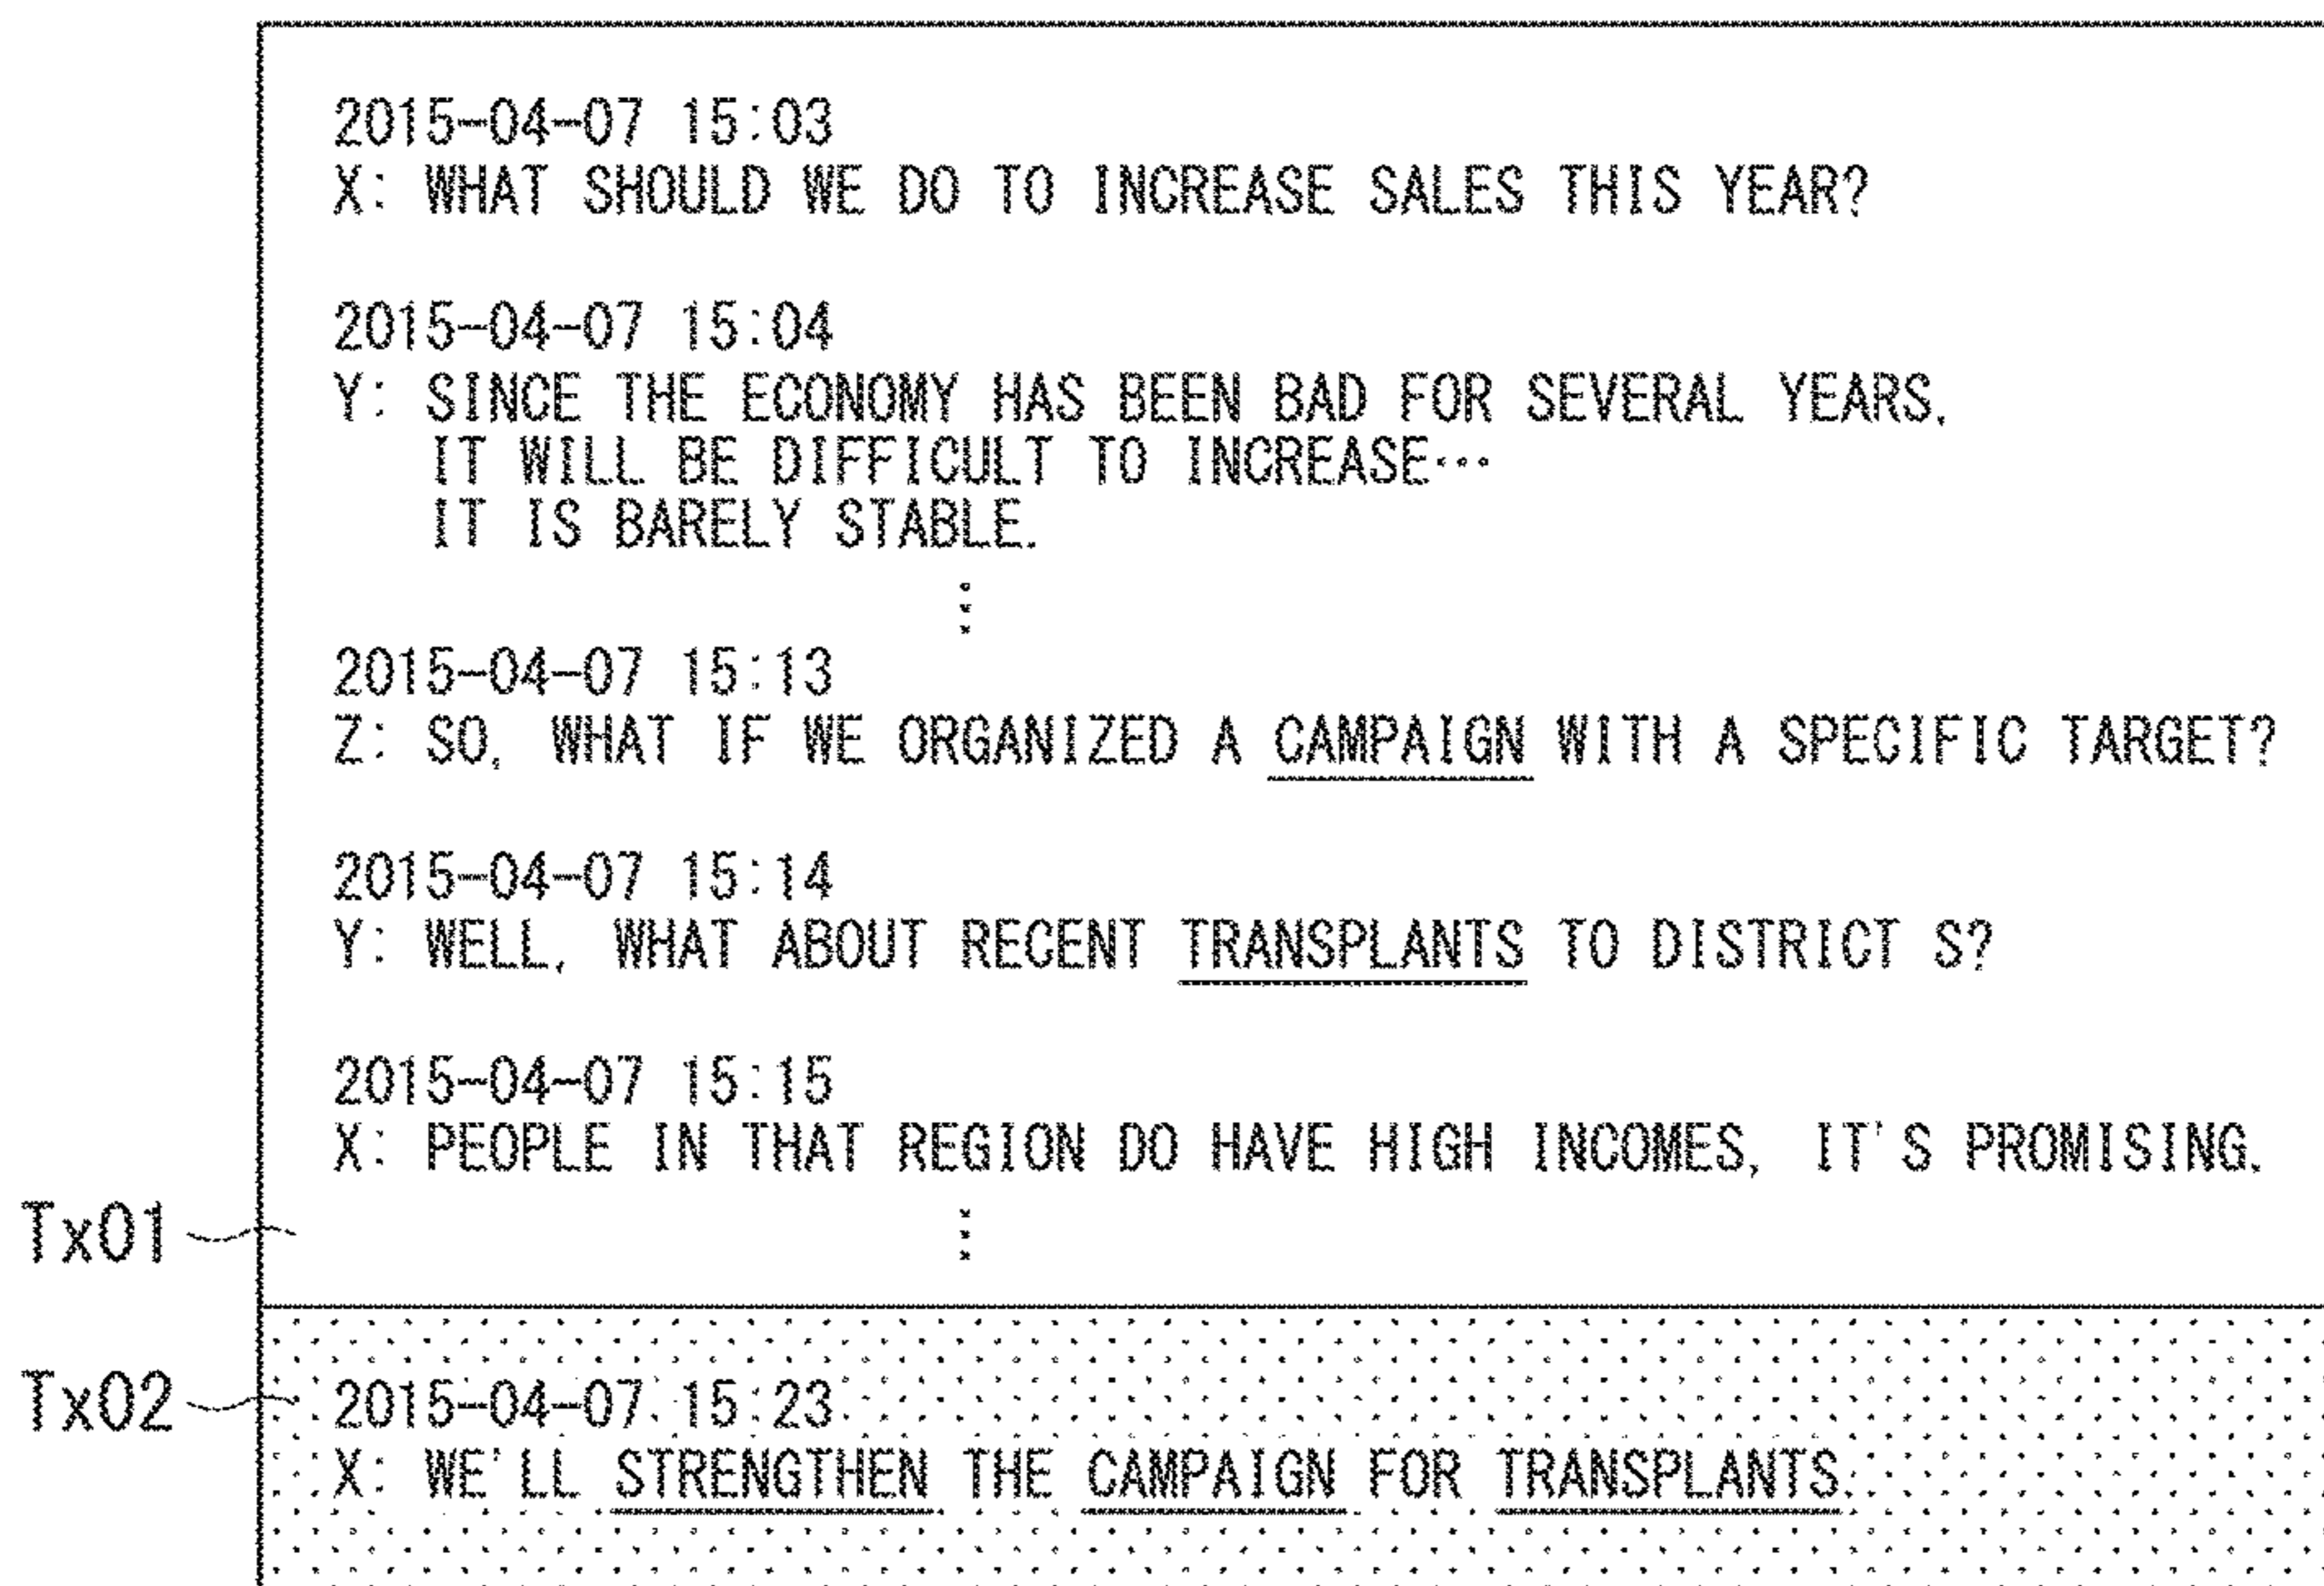 2015-04-07 15:03
X: WHAT SHOULD WE DO TO INCREASE SALES THIS YEAR?
2015-04-07 15:04
Y: SINCE THE ECONOMY HAS BEEN BAD FOR SEVERAL YEARS,
IT WILL BE DIFFICULT TO INCREASE···
IT IS BARELY STABLE.
⋮
2015-04-07 15:13
Z: SO, WHAT IF WE ORGANIZED A CAMPAIGN WITH A SPECIFIC TARGET?
2015-04-07 15:14
Y: WELL, WHAT ABOUT RECENT TRANSPLANTS TO DISTRICT S?
2015-04-07 15:15
X: PEOPLE IN THAT REGION DO HAVE HIGH INCOMES, IT'S PROMISING.
Tx01
⋮
Tx02
2015-04-07 15:23
X: WE'LL STRENGTHEN THE CAMPAIGN FOR TRANSPLANTS.